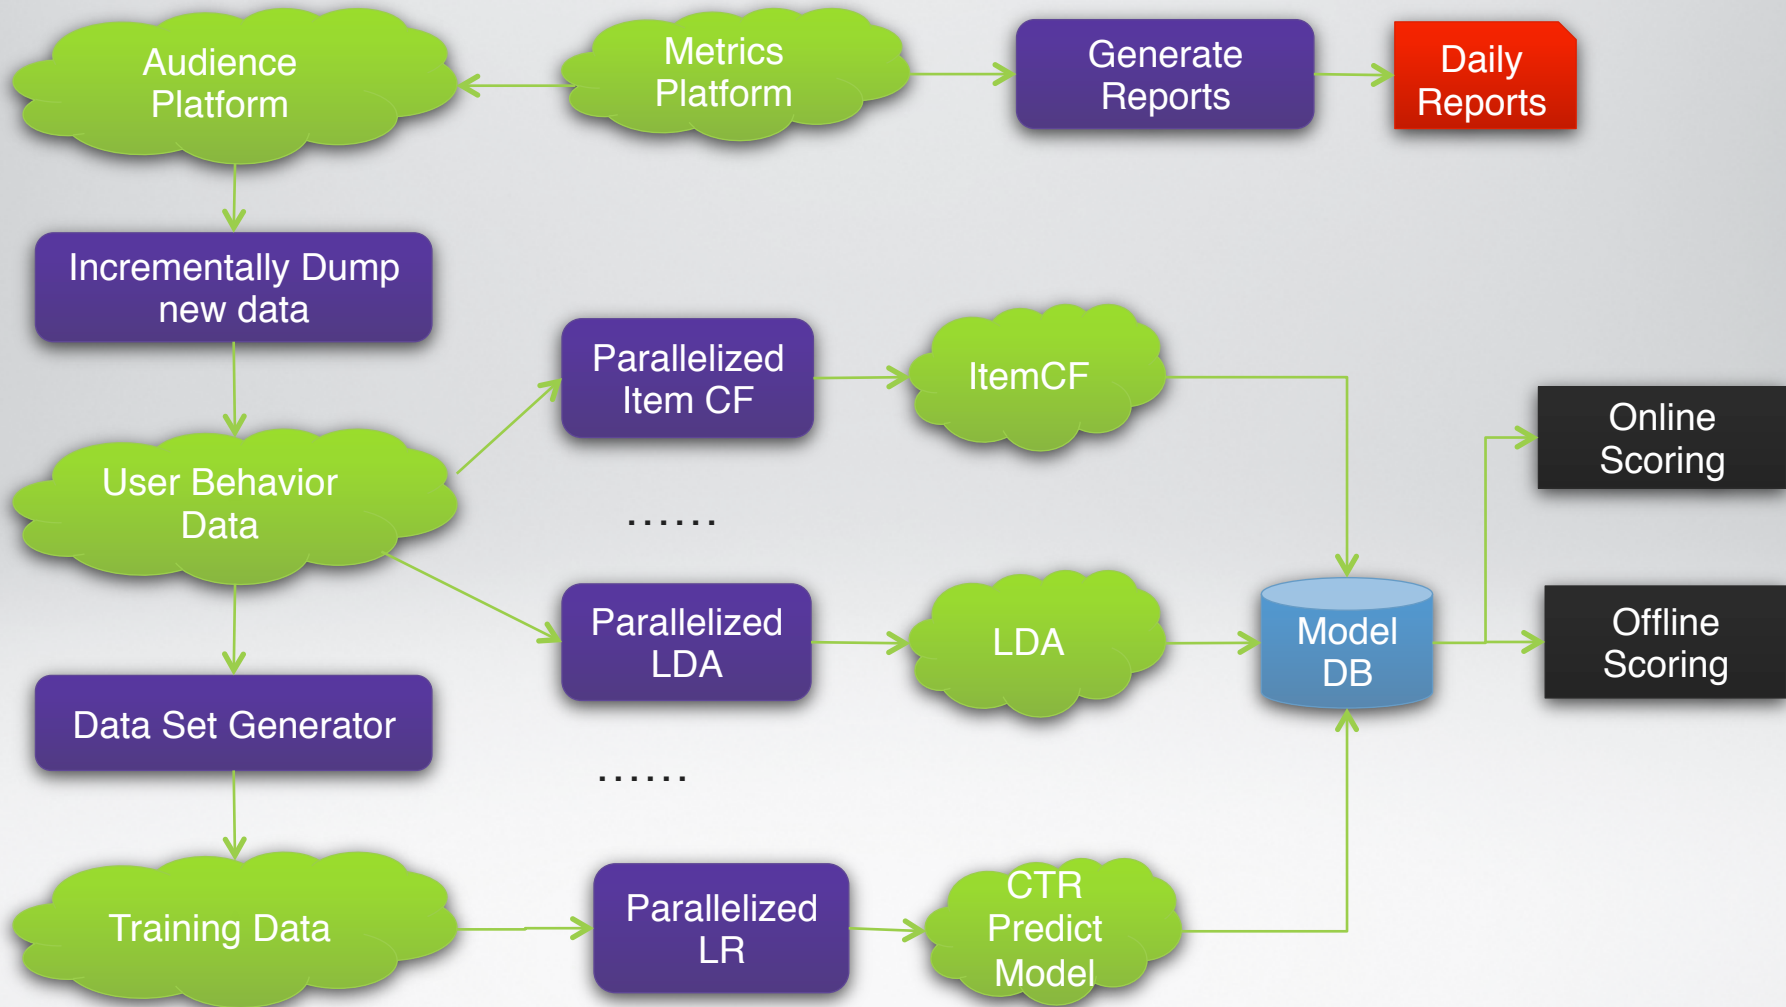 Audience
Platform
Metrics
Platform
Generate
Reports
Daily
Reports
Incrementally Dump
new data
Parallelized
Item CF
ItemCF
Online
Scoring
User Behavior
Data
......
Parallelized
LDA
LDA
Model
DB
Offline
Scoring
Data Set Generator
......
Training Data
Parallelized
LR
CTR
Predict
Model